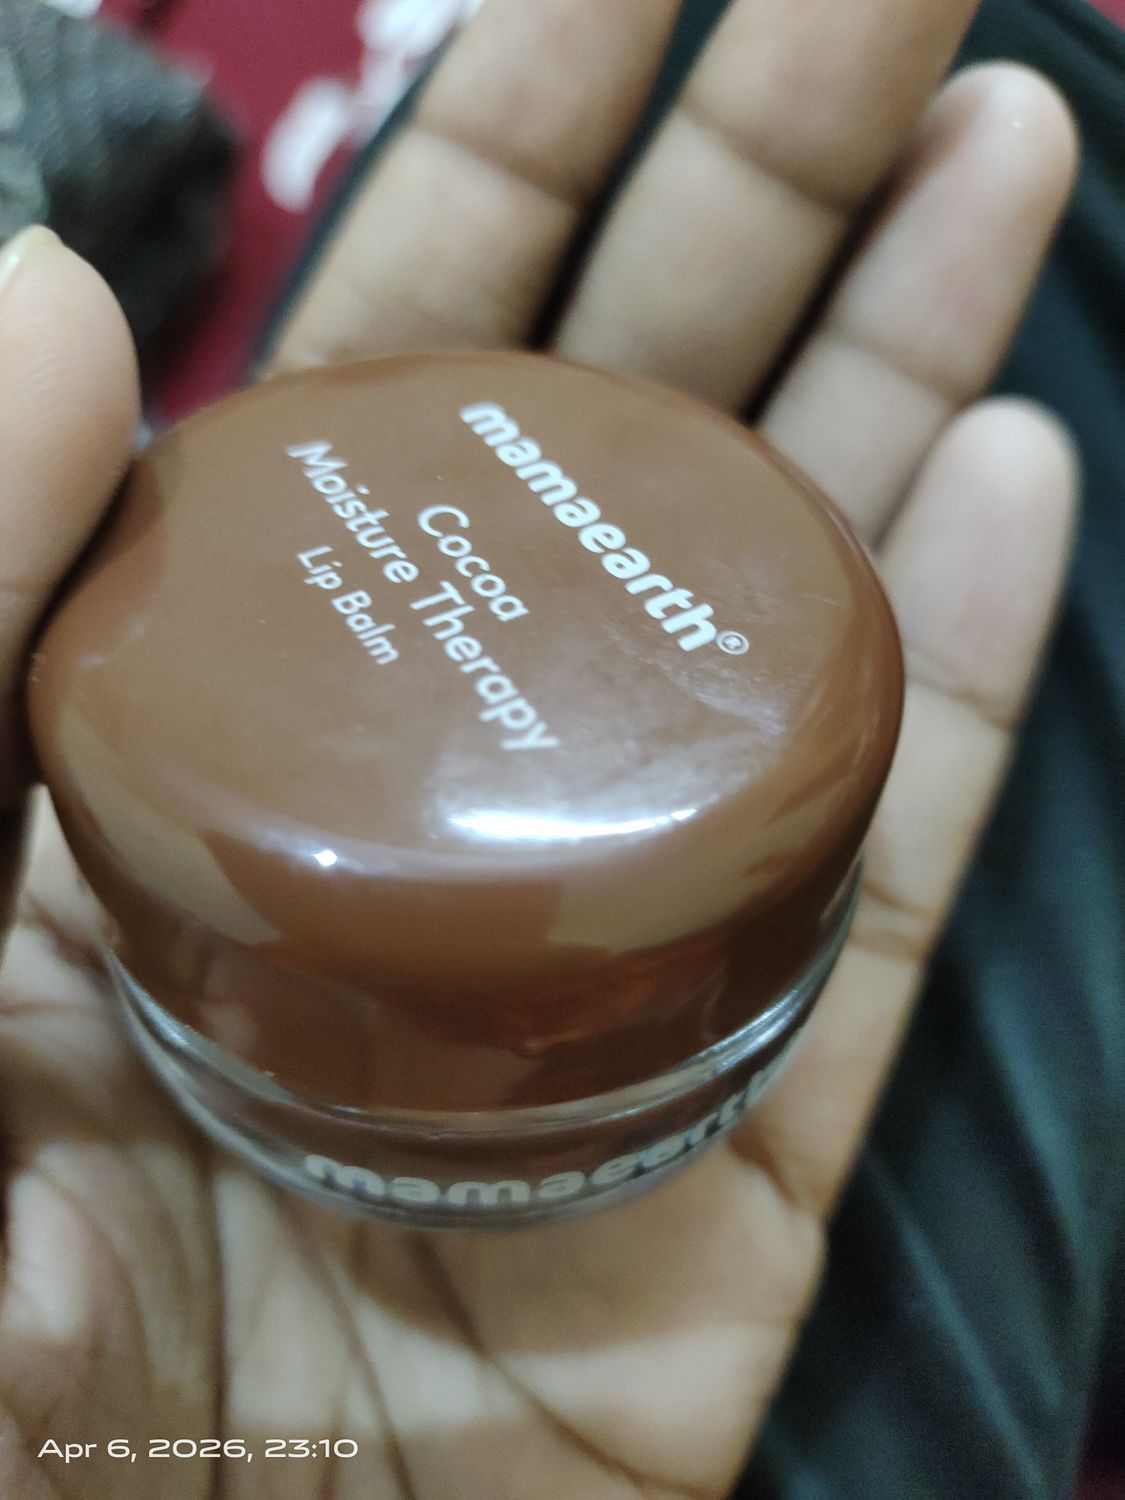 mamaearth®
Cocoa
Moisture Therapy
Lip Balm
mamaearth
Apr 6, 2026, 23:10